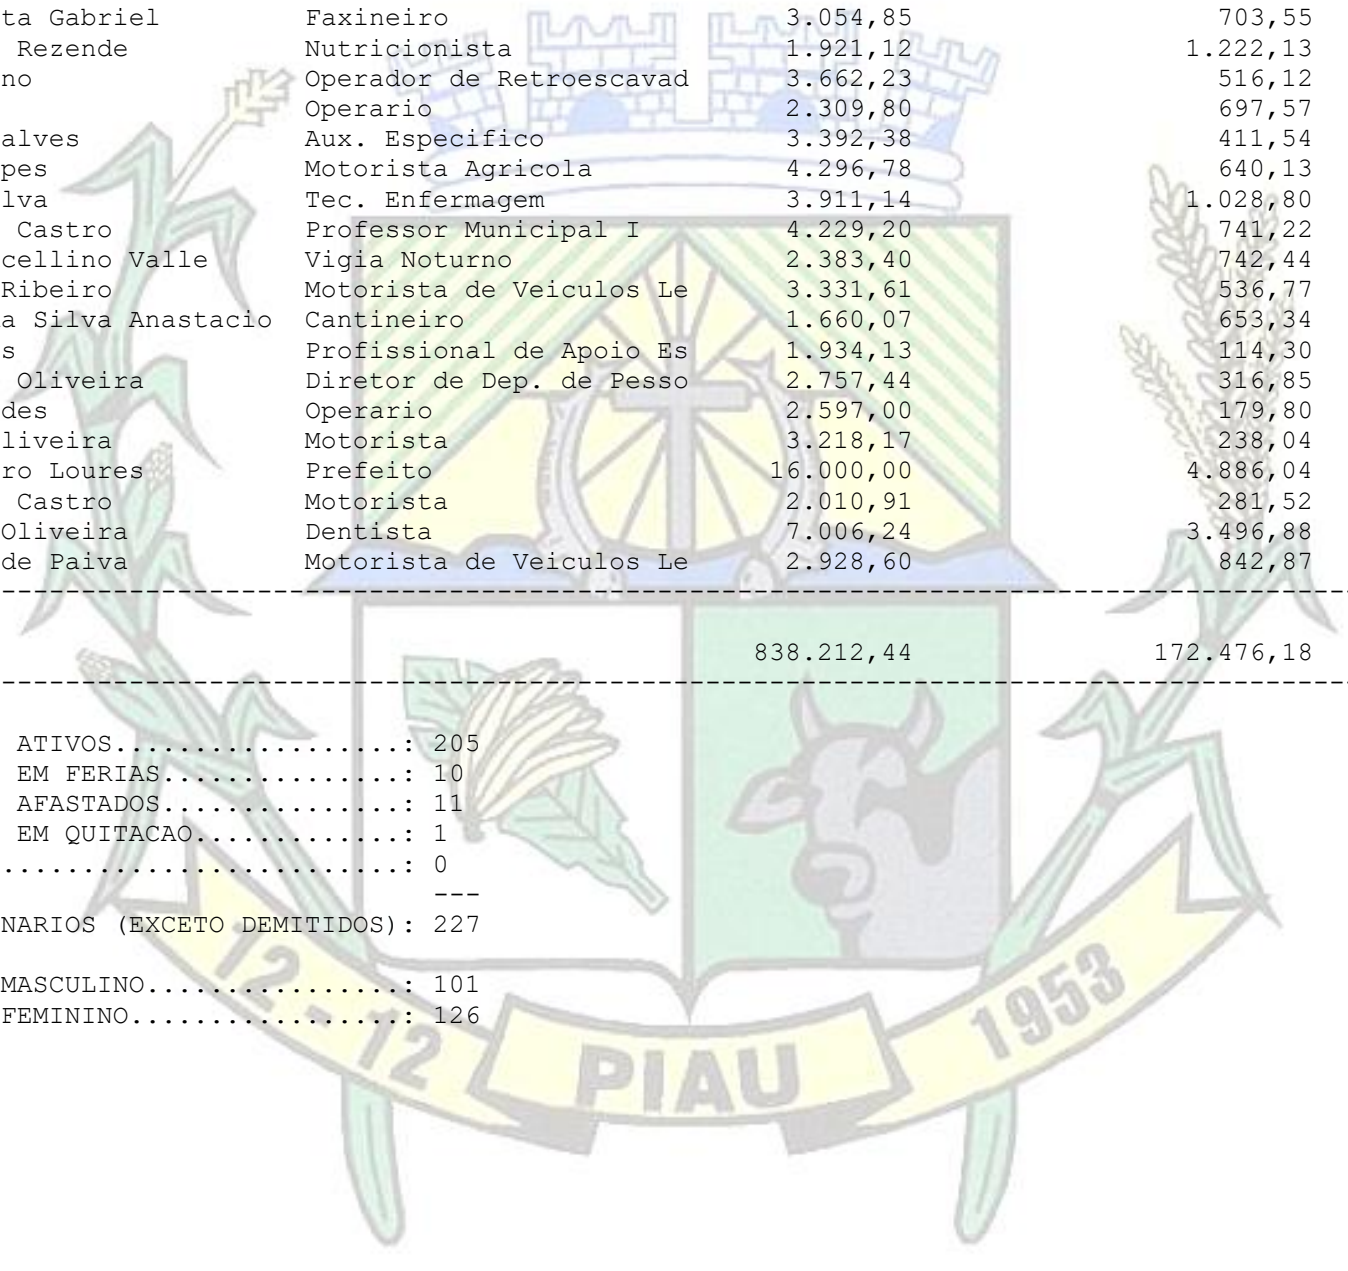 ta Gabriel Faxineiro 3.054,85 703,55
Rezende Nutricionista 1.921,12 1.222,13
no Operador de Retroescavad 3.662,23 516,12
Operario 2.309,80 697,57
alves Aux. Especifico 3.392,38 411,54
pes Motorista Agricola 4.296,78 640,13
lva Tec. Enfermagem 3.911,14 1.028,80
Castro Professor Municipal I 4.229,20 741,22
cellino Valle Vigia Noturno 2.383,40 742,44
Ribeiro Motorista de Veiculos Le 3.331,61 536,77
a Silva Anastacio Cantineiro 1.660,07 653,34
s Profissional de Apoio Es 1.934,13 114,30
Oliveira Diretor de Dep. de Pesso 2.757,44 316,85
des Operario 2.597,00 179,80
liveira Motorista 3.218,17 238,04
ro Loures Prefeito 16.000,00 4.886,04
Castro Motorista 2.010,91 281,52
Oliveira Dentista 7.006,24 3.496,88
de Paiva Motorista de Veiculos Le 2.928,60 842,87
-------------------------------------------------------------------------------------
838.212,44 172.476,18
-------------------------------------------------------------------------------------
ATIVOS..................: 205
EM FERIAS...............: 10
AFASTADOS...............: 11
EM QUITACAO.............: 1
.........................: 0
---
NARIOS (EXCETO DEMITIDOS): 227
MASCULINO................: 101
FEMININO.................: 126
12 - 12 PIAU 1953